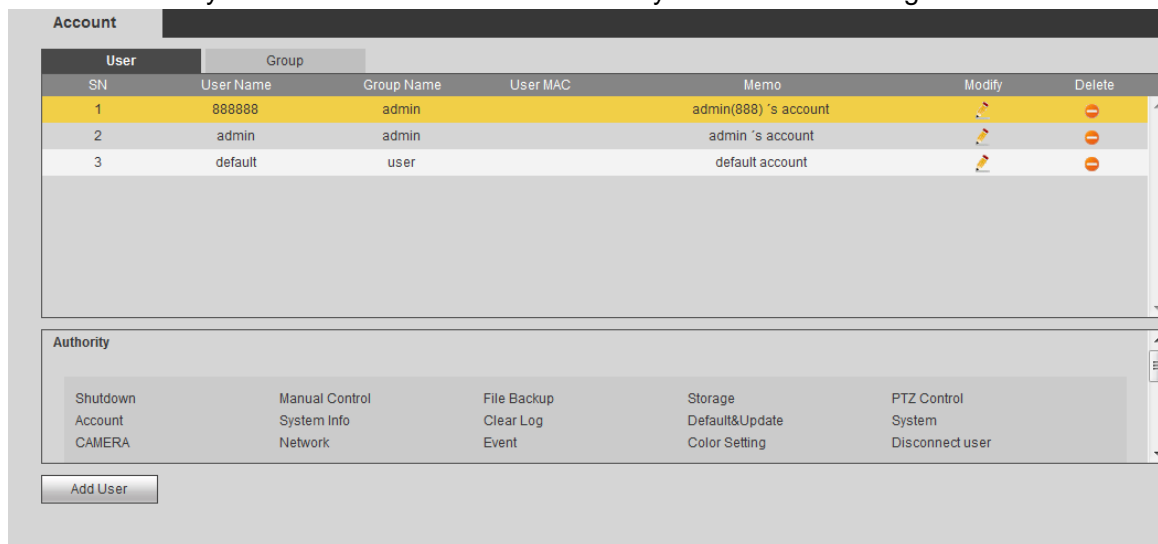 Account
User Group
SN User Name Group Name User MAC Memo Modify Delete
1 888888 admin admin(888) ´s account
2 admin admin admin ´s account
3 default user default account
Authority
Shutdown Manual Control File Backup Storage PTZ Control
Account System Info Clear Log Default&Update System
CAMERA Network Event Color Setting Disconnect user
Add User